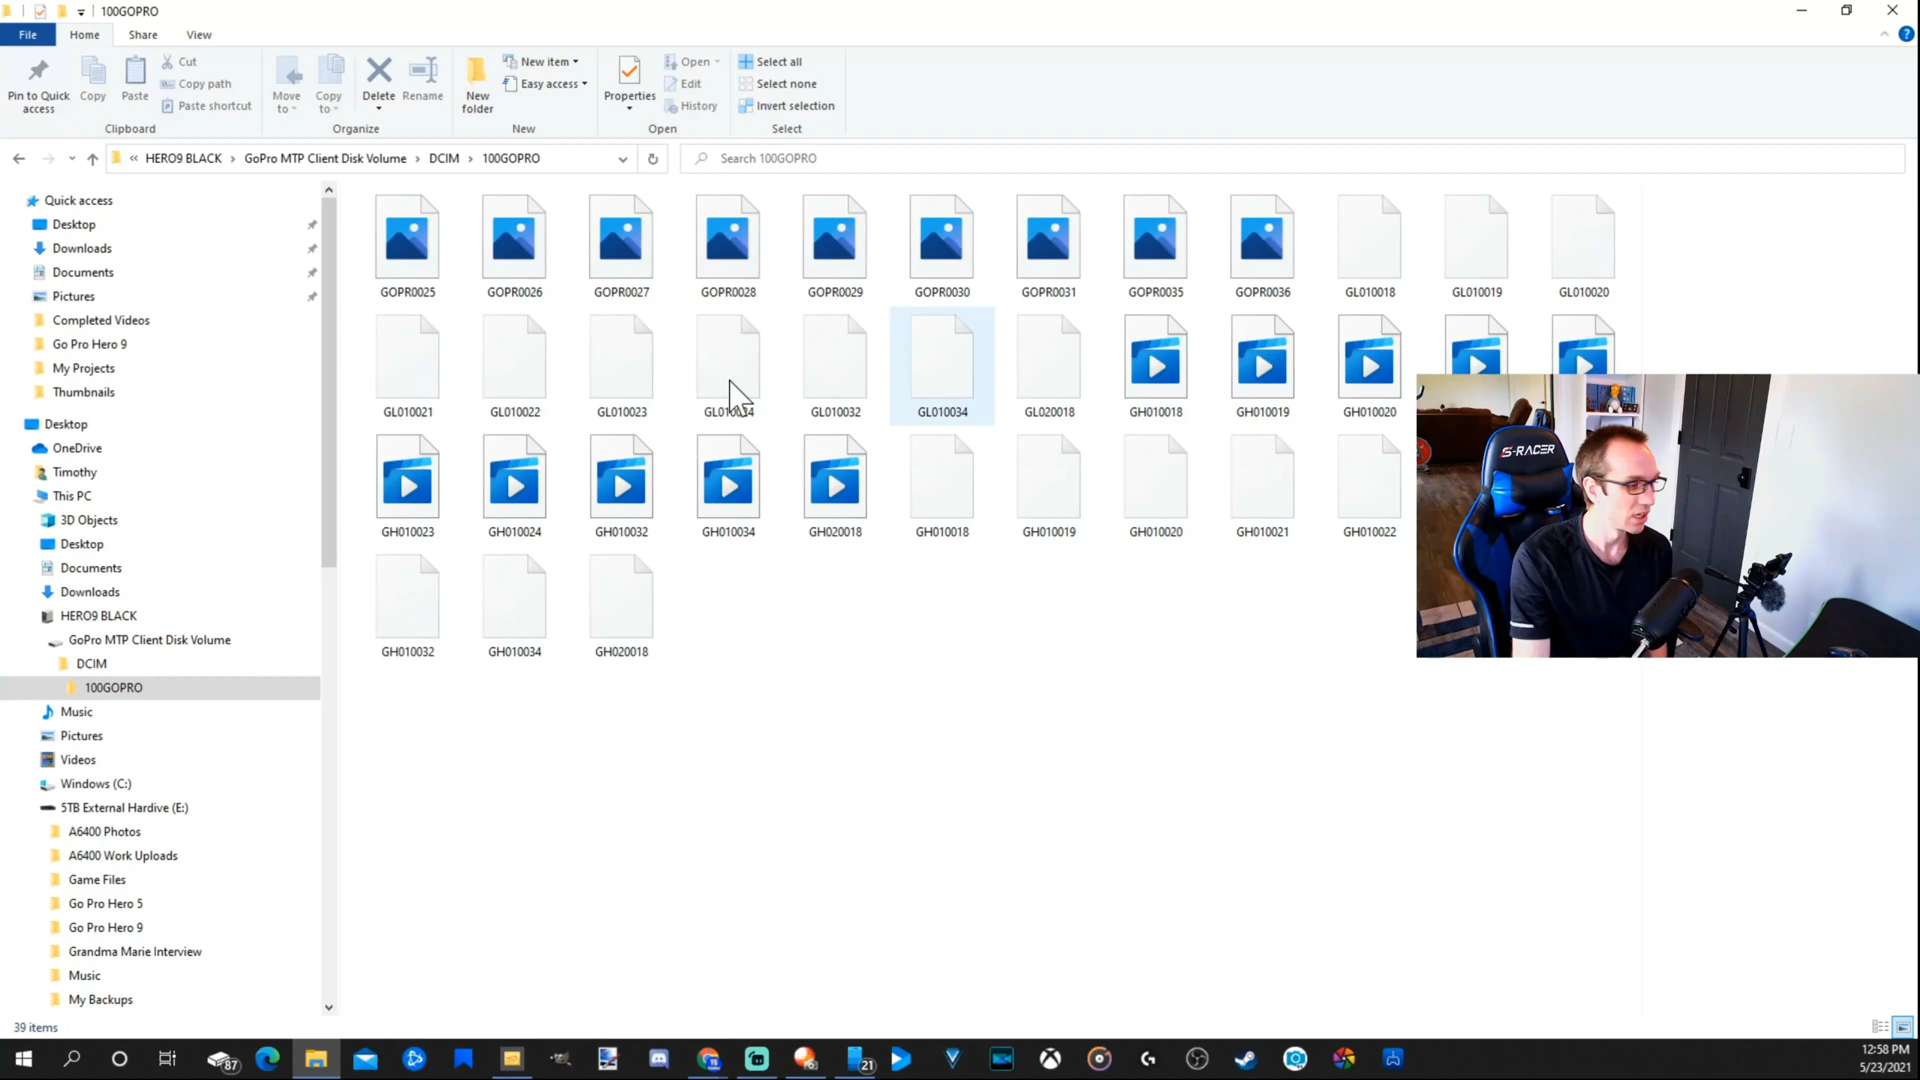 100GOPRO
File Home Share View
Pin to Quick access
Copy
Paste
Cut
Copy path
Paste shortcut
Clipboard
Move to
Copy to
Delete
Rename
Organize
New folder
New item
Easy access
New
Properties
Open
Edit
History
Open
Select all
Select none
Invert selection
Select
« HERO9 BLACK › GoPro MTP Client Disk Volume › DCIM › 100GOPRO
Search 100GOPRO
Quick access
Desktop
Downloads
Documents
Pictures
Completed Videos
Go Pro Hero 9
My Projects
Thumbnails
Desktop
OneDrive
Timothy
This PC
3D Objects
Desktop
Documents
Downloads
HERO9 BLACK
GoPro MTP Client Disk Volume
DCIM
100GOPRO
Music
Pictures
Videos
Windows (C:)
5TB External Hardive (E:)
A6400 Photos
A6400 Work Uploads
Game Files
Go Pro Hero 5
Go Pro Hero 9
Grandma Marie Interview
Music
My Backups
GOPR0025 GOPR0026 GOPR0027 GOPR0028 GOPR0029 GOPR0030 GOPR0031 GOPR0035 GOPR0036 GL010018 GL010019 GL010020
GL010021 GL010022 GL010023 GL010024 GL010032 GL010034 GL020018 GH010018 GH010019 GH010020
GH010023 GH010024 GH010032 GH010034 GH020018 GH010018 GH010019 GH010020 GH010021 GH010022
GH010032 GH010034 GH020018
S-RACER
39 items
87
21
12:58 PM
5/23/2021